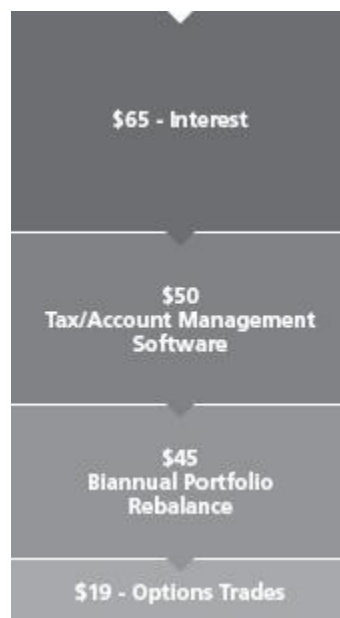 $65 - Interest
$50
Tax/Account Management
Software
$45
Biannual Portfolio
Rebalance
$19 - Options Trades